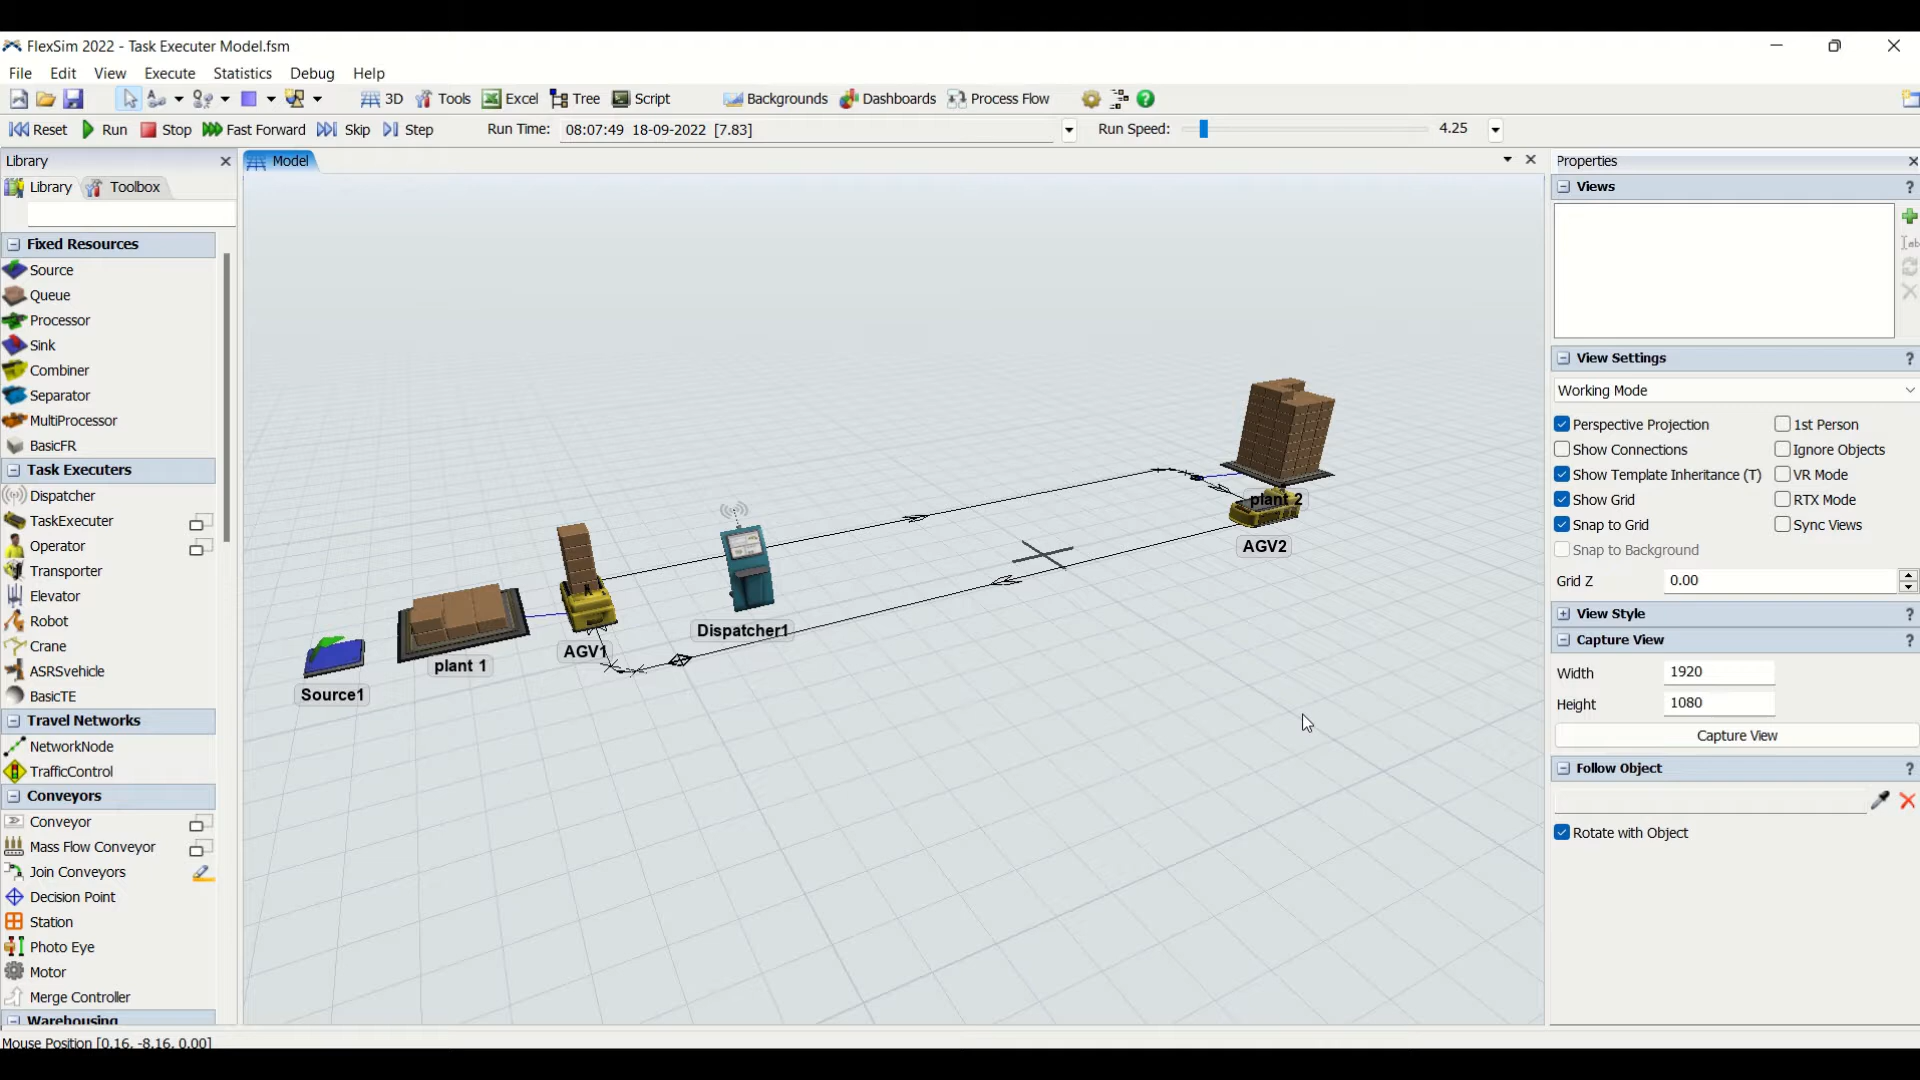 FlexSim 2022 - Task Executer Model.fsm
File Edit View Execute Statistics Debug Help
3D Tools Excel Tree Script Backgrounds Dashboards Process Flow
Reset Run Stop Fast Forward Skip Step Run Time: 08:07:49 18-09-2022 [7.83] Run Speed: 4.25
Library
Library Toolbox
Fixed Resources
Source
Queue
Processor
Sink
Combiner
Separator
MultiProcessor
BasicFR
Task Executers
Dispatcher
TaskExecuter
Operator
Transporter
Elevator
Robot
Crane
ASRSvehicle
BasicTE
Travel Networks
NetworkNode
TrafficControl
Conveyors
Conveyor
Mass Flow Conveyor
Join Conveyors
Decision Point
Station
Photo Eye
Motor
Merge Controller
Warehousing
Mouse Position [0.16, -8.16, 0.00]
Model
plant 2
AGV2
Dispatcher1
AGV1
plant 1
Source1
Properties
Views
View Settings
Working Mode
Perspective Projection 1st Person
Show Connections Ignore Objects
Show Template Inheritance (T) VR Mode
Show Grid RTX Mode
Snap to Grid Sync Views
Snap to Background
Grid Z 0.00
View Style
Capture View
Width 1920
Height 1080
Capture View
Follow Object
Rotate with Object